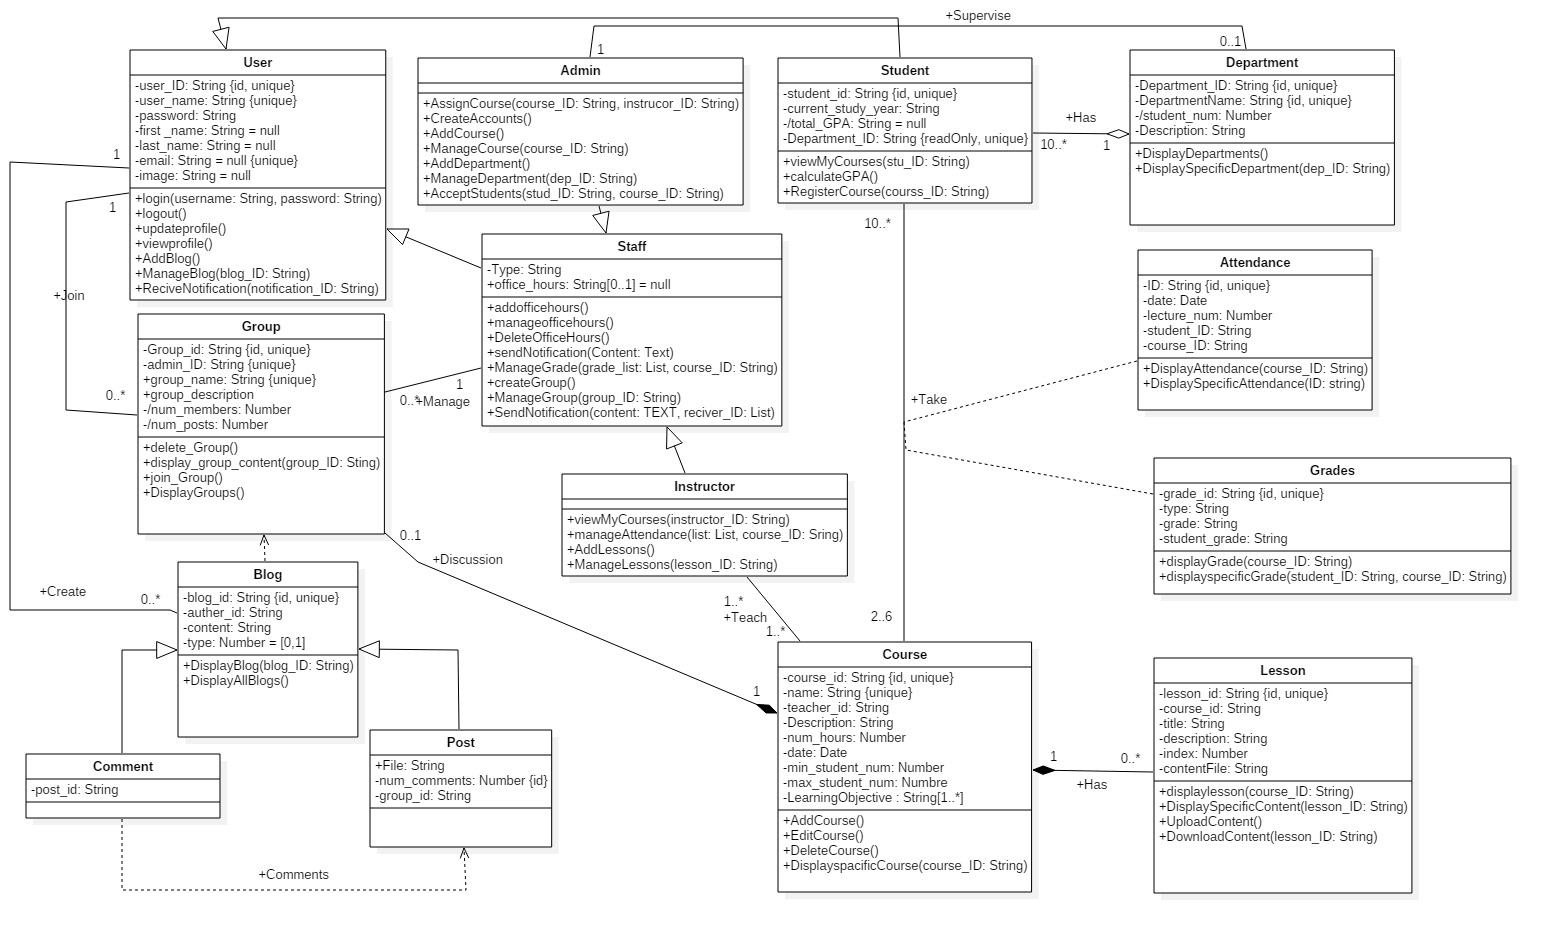 +Supervise
1
0..1
User
-user_ID: String {id, unique}
-user_name: String {unique}
-password: String
-first _name: String = null
-last_name: String = null
-email: String = null {unique}
-image: String = null
+login(username: String, password: String)
+logout()
+updateprofile()
+viewprofile()
+AddBlog()
+ManageBlog(blog_ID: String)
+ReciveNotification(notification_ID: String)
Admin
+AssignCourse(course_ID: String, instrucor_ID: String)
+CreateAccounts()
+AddCourse()
+ManageCourse(course_ID: String)
+AddDepartment()
+ManageDepartment(dep_ID: String)
+AcceptStudents(stud_ID: String, course_ID: String)
Student
-student_id: String {id, unique}
-current_study_year: String
-/total_GPA: String = null
-Department_ID: String {readOnly, unique}
+viewMyCourses(stu_ID: String)
+calculateGPA()
+RegisterCourse(courss_ID: String)
+Has
10..*
1
Department
-Department_ID: String {id, unique}
-DepartmentName: String {id, unique}
-/student_num: Number
-Description: String
+DisplayDepartments()
+DisplaySpecificDepartment(dep_ID: String)
1
1
+Join
0..*
Staff
-Type: String
+office_hours: String[0..1] = null
+addofficehours()
+manageofficehours()
+DeleteOfficeHours()
+sendNotification(Content: Text)
+ManageGrade(grade_list: List, course_ID: String)
+createGroup()
+ManageGroup(group_ID: String)
+SendNotification(content: TEXT, reciver_ID: List)
10..*
Attendance
-ID: String {id, unique}
-date: Date
-lecture_num: Number
-student_ID: String
-course_ID: String
+DisplayAttendance(course_ID: String)
+DisplaySpecificAttendance(ID: string)
Group
-Group_id: String {id, unique}
-admin_ID: String {unique}
+group_name: String {unique}
+group_description
-/num_members: Number
-/num_posts: Number
+delete_Group()
+display_group_content(group_ID: Sting)
+join_Group()
+DisplayGroups()
1
0..*
+Manage
+Take
Grades
-grade_id: String {id, unique}
-type: String
-grade: String
-student_grade: String
+displayGrade(course_ID: String)
+displayspecificGrade(student_ID: String, course_ID: String)
Instructor
+viewMyCourses(instructor_ID: String)
+manageAttendance(list: List, course_ID: Sring)
+AddLessons()
+ManageLessons(lesson_ID: String)
0..1
+Discussion
1
+Create
0..*
Blog
-blog_id: String {id, unique}
-auther_id: String
-content: String
-type: Number = [0,1]
+DisplayBlog(blog_ID: String)
+DisplayAllBlogs()
1..*
+Teach
1..*
2..6
Course
-course_id: String {id, unique}
-name: String {unique}
-teacher_id: String
-Description: String
-num_hours: Number
-date: Date
-min_student_num: Number
-max_student_num: Numbre
-LearningObjective : String[1..*]
+AddCourse()
+EditCourse()
+DeleteCourse()
+DisplayspacificCourse(course_ID: String)
1
0..*
+Has
Lesson
-lesson_id: String {id, unique}
-course_id: String
-title: String
-description: String
-index: Number
-contentFile: String
+displaylesson(course_ID: String)
+DisplaySpecificContent(lesson_ID: String)
+UploadContent()
+DownloadContent(lesson_ID: String)
Comment
-post_id: String
Post
+File: String
-num_comments: Number {id}
-group_id: String
+Comments